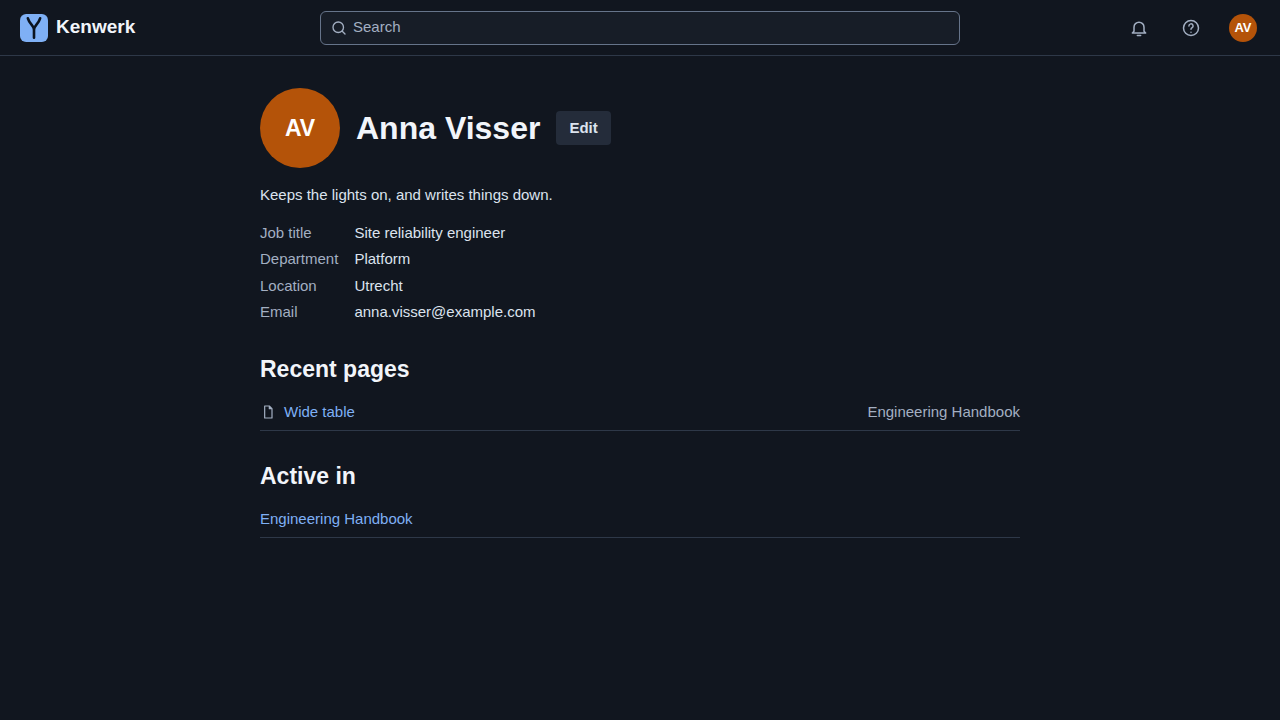 Kenwerk
Search
AV
AV
Anna Visser
Edit
Keeps the lights on, and writes things down.
Job title Site reliability engineer
Department Platform
Location Utrecht
Email anna.visser@example.com
Recent pages
Wide table Engineering Handbook
Active in
Engineering Handbook